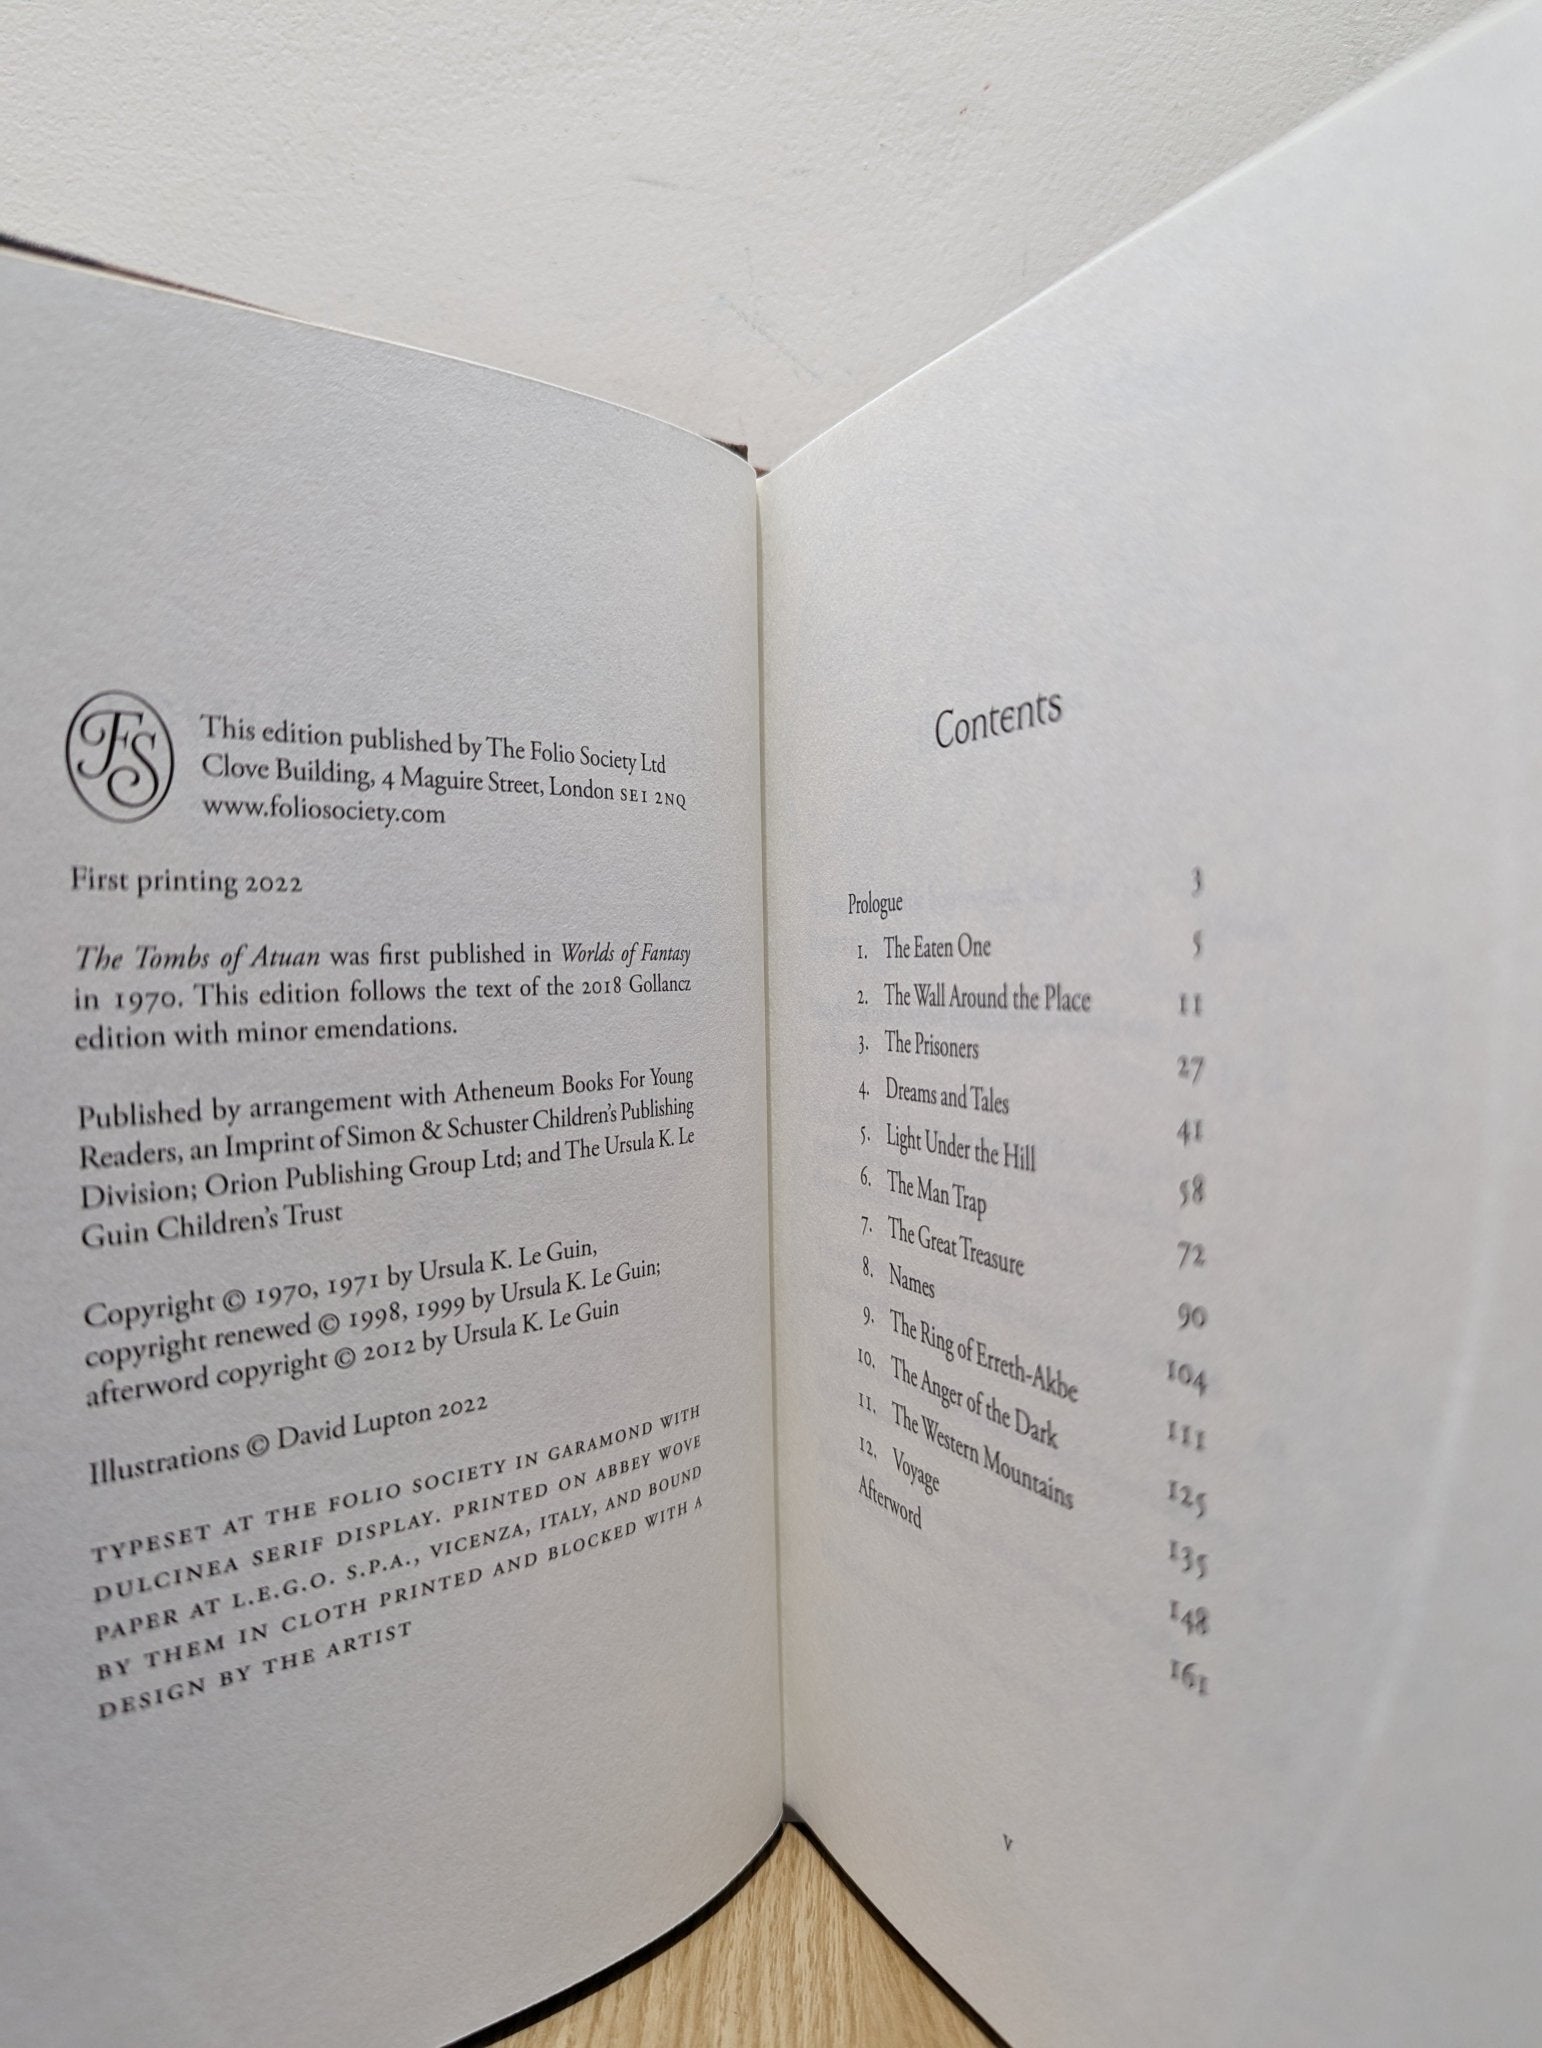 FS
This edition published by The Folio Society Ltd
Clove Building, 4 Maguire Street, London SE1 2NQ
www.foliosociety.com
First printing 2022
The Tombs of Atuan was first published in Worlds of Fantasy
in 1970. This edition follows the text of the 2018 Gollancz
edition with minor emendations.
Published by arrangement with Atheneum Books For Young
Readers, an Imprint of Simon & Schuster Children's Publishing
Division; Orion Publishing Group Ltd; and The Ursula K. Le
Guin Children's Trust
Copyright © 1970, 1971 by Ursula K. Le Guin,
copyright renewed © 1998, 1999 by Ursula K. Le Guin;
afterword copyright © 2012 by Ursula K. Le Guin
Illustrations © David Lupton 2022
TYPESET AT THE FOLIO SOCIETY IN GARAMOND WITH
DULCINEA SERIF DISPLAY. PRINTED ON ABBEY WOVE
PAPER AT L.E.G.O. S.P.A., VICENZA, ITALY, AND BOUND
BY THEM IN CLOTH PRINTED AND BLOCKED WITH A
DESIGN BY THE ARTIST
Contents
Prologue 3
1. The Eaten One 5
2. The Wall Around the Place 11
3. The Prisoners 27
4. Dreams and Tales 41
5. Light Under the Hill 58
6. The Man Trap 72
7. The Great Treasure 90
8. Names 104
9. The Ring of Erreth-Akbe 111
10. The Anger of the Dark 125
11. The Western Mountains 135
12. Voyage 148
Afterword 161
v